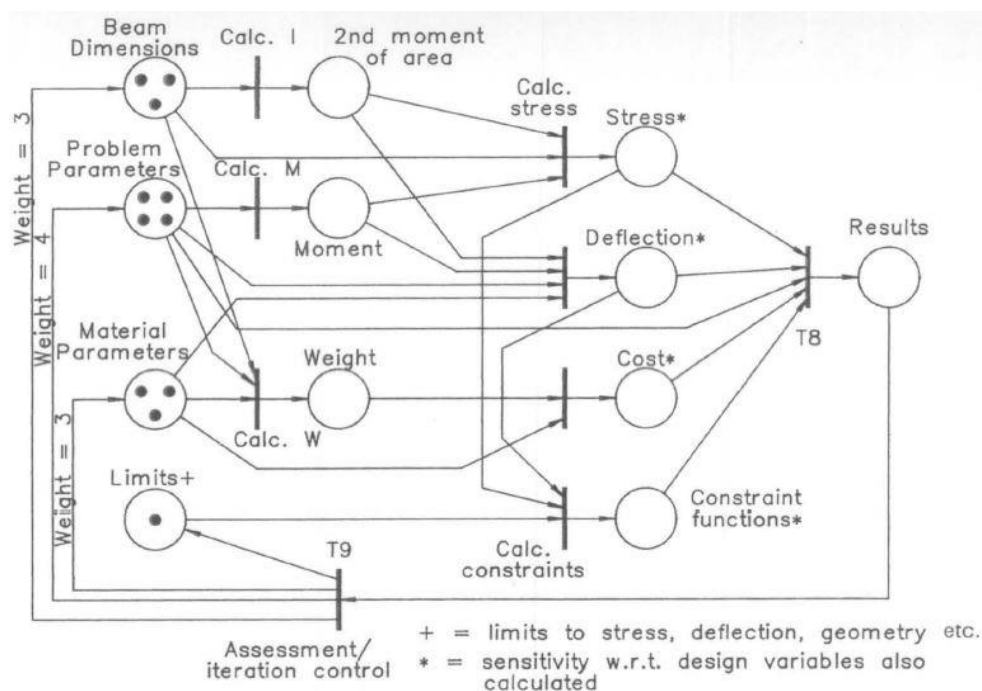 Beam
Dimensions
Calc. I
2nd moment
of area
Calc.
stress
Stress*
Problem
Parameters
Calc. M
Moment
Deflection*
Results
Material
Parameters
Weight
Cost*
T8
Calc. W
Limits+
Constraint
functions*
T9
Calc.
constraints
Weight = 3
Weight = 4
Weight = 3
Assessment/
iteration control
+ = limits to stress, deflection, geometry etc.
* = sensitivity w.r.t. design variables also
calculated